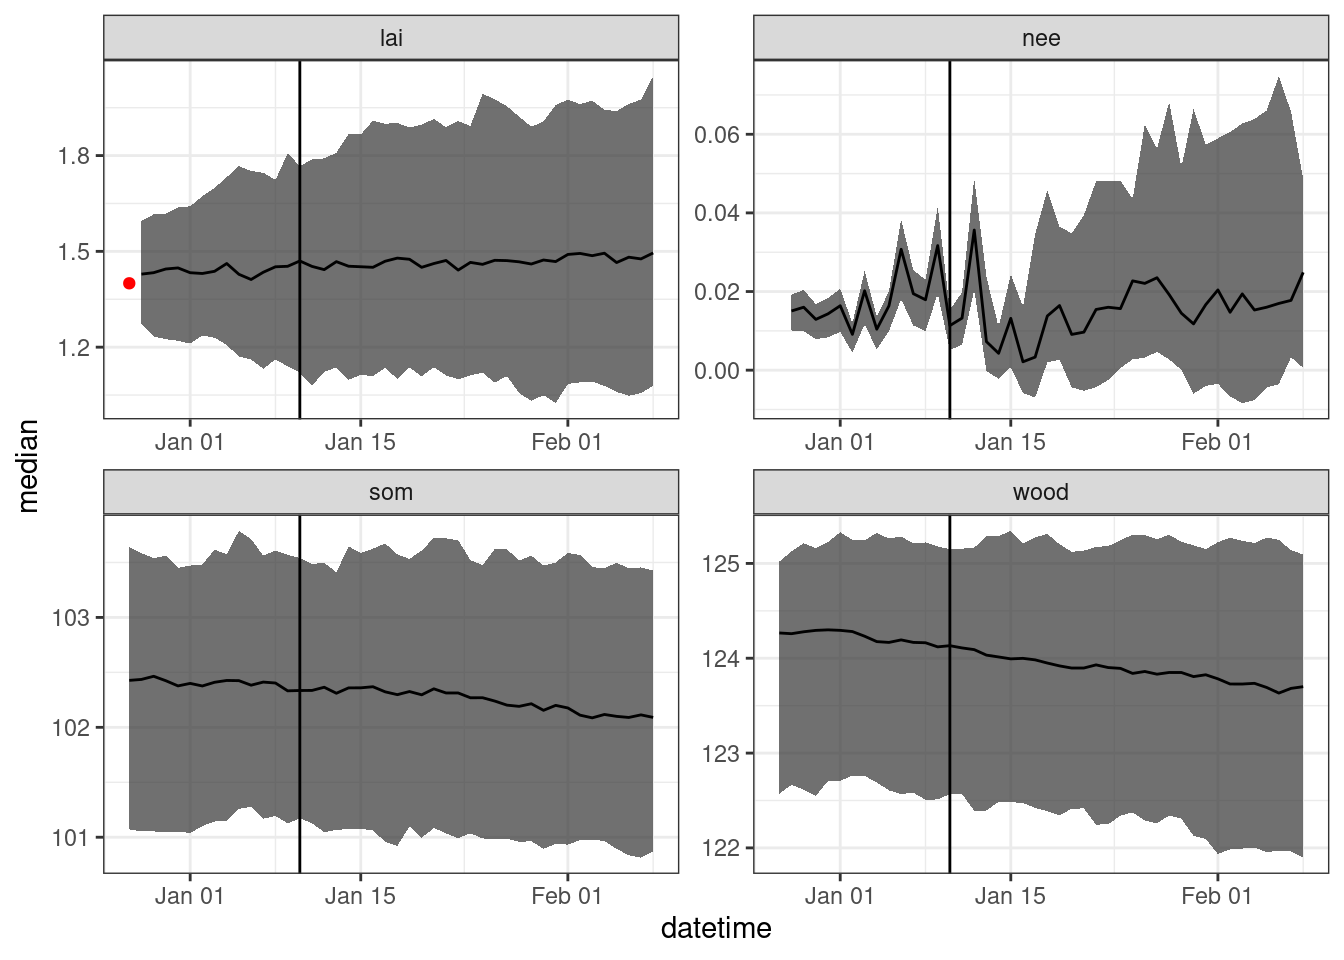 lai
nee
1.8
1.5
1.2
0.06
0.04
0.02
0.00
Jan 01 Jan 15 Feb 01
Jan 01 Jan 15 Feb 01
median
som
wood
103
102
101
125
124
123
122
Jan 01 Jan 15 Feb 01
Jan 01 Jan 15 Feb 01
datetime